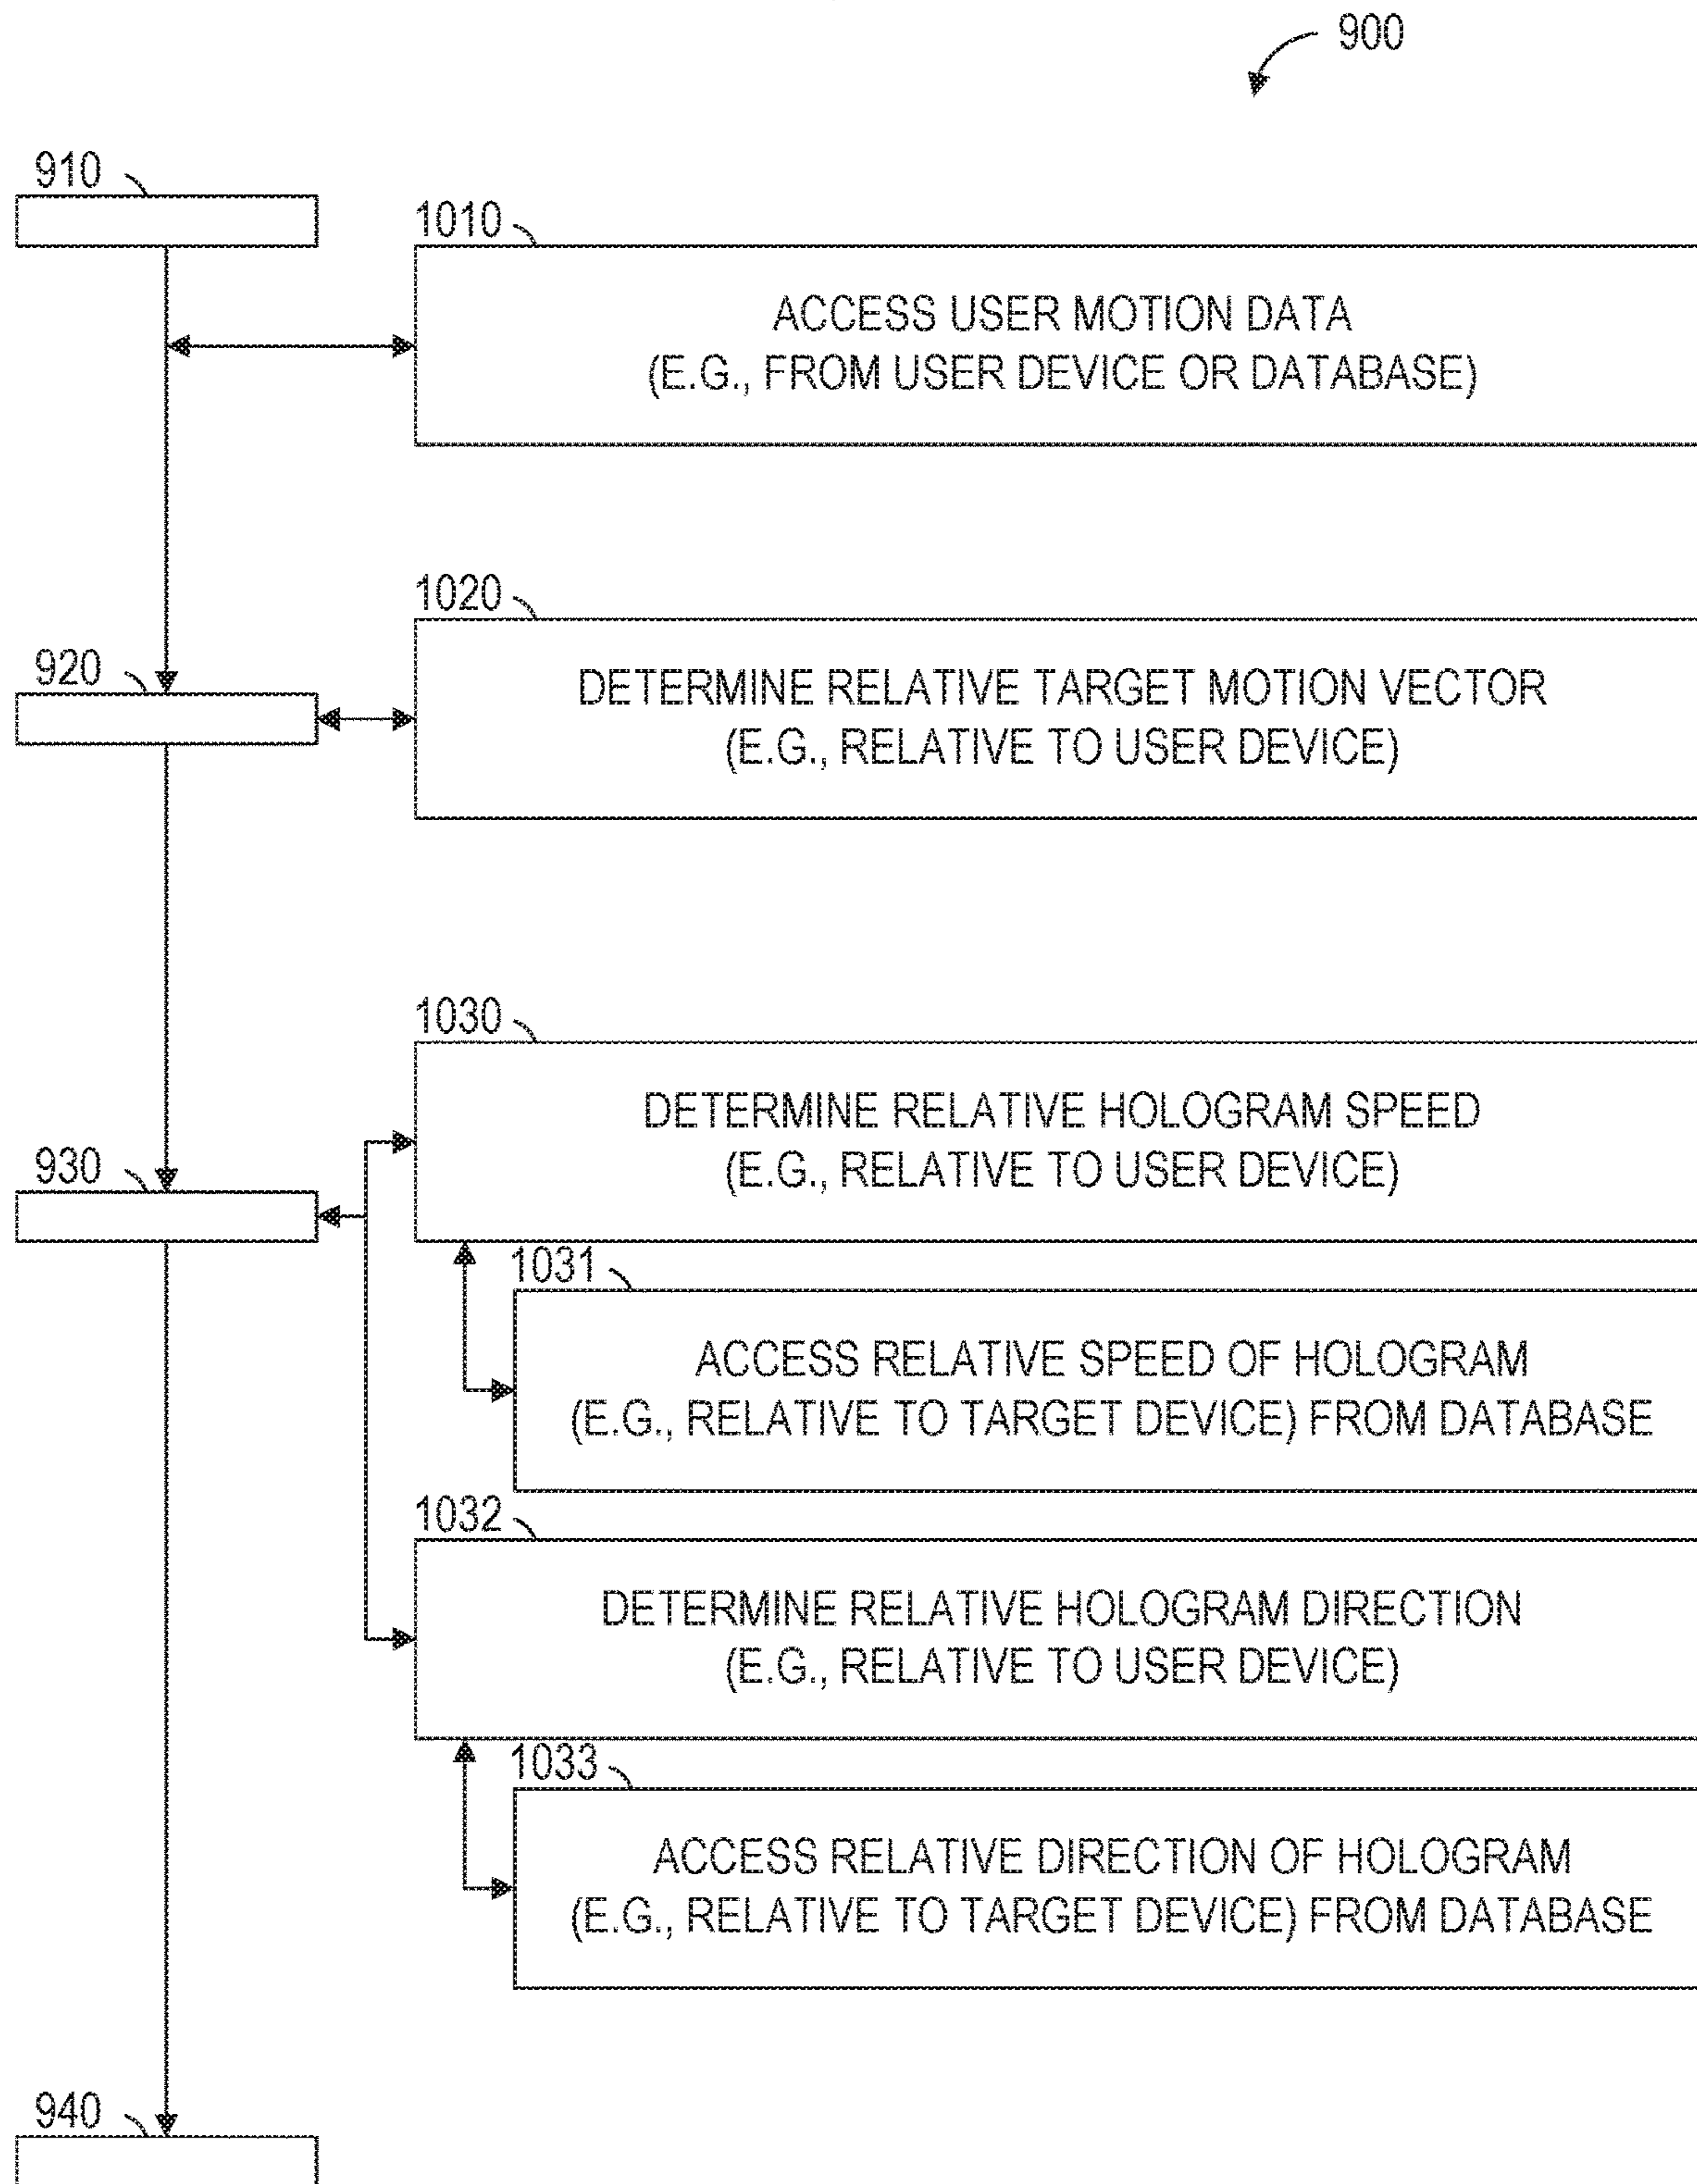 900
910
1010
ACCESS USER MOTION DATA
(E.G., FROM USER DEVICE OR DATABASE)
1020
920
DETERMINE RELATIVE TARGET MOTION VECTOR
(E.G., RELATIVE TO USER DEVICE)
1030
DETERMINE RELATIVE HOLOGRAM SPEED
(E.G., RELATIVE TO USER DEVICE)
930
1031
ACCESS RELATIVE SPEED OF HOLOGRAM
(E.G., RELATIVE TO TARGET DEVICE) FROM DATABASE
1032
DETERMINE RELATIVE HOLOGRAM DIRECTION
(E.G., RELATIVE TO USER DEVICE)
1033
ACCESS RELATIVE DIRECTION OF HOLOGRAM
(E.G., RELATIVE TO TARGET DEVICE) FROM DATABASE
940